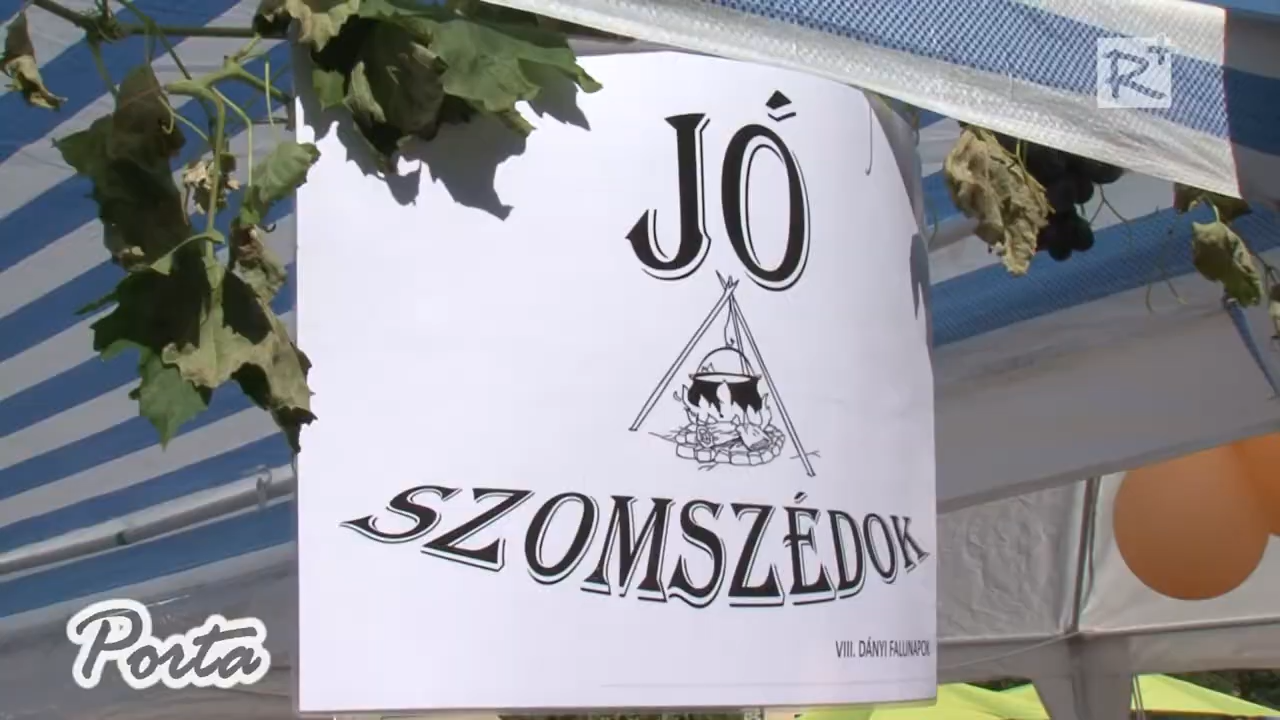 R+
JÓ
SZOMSZÉDOK
VIII. DÁNYI FALUNAPOK
Porta